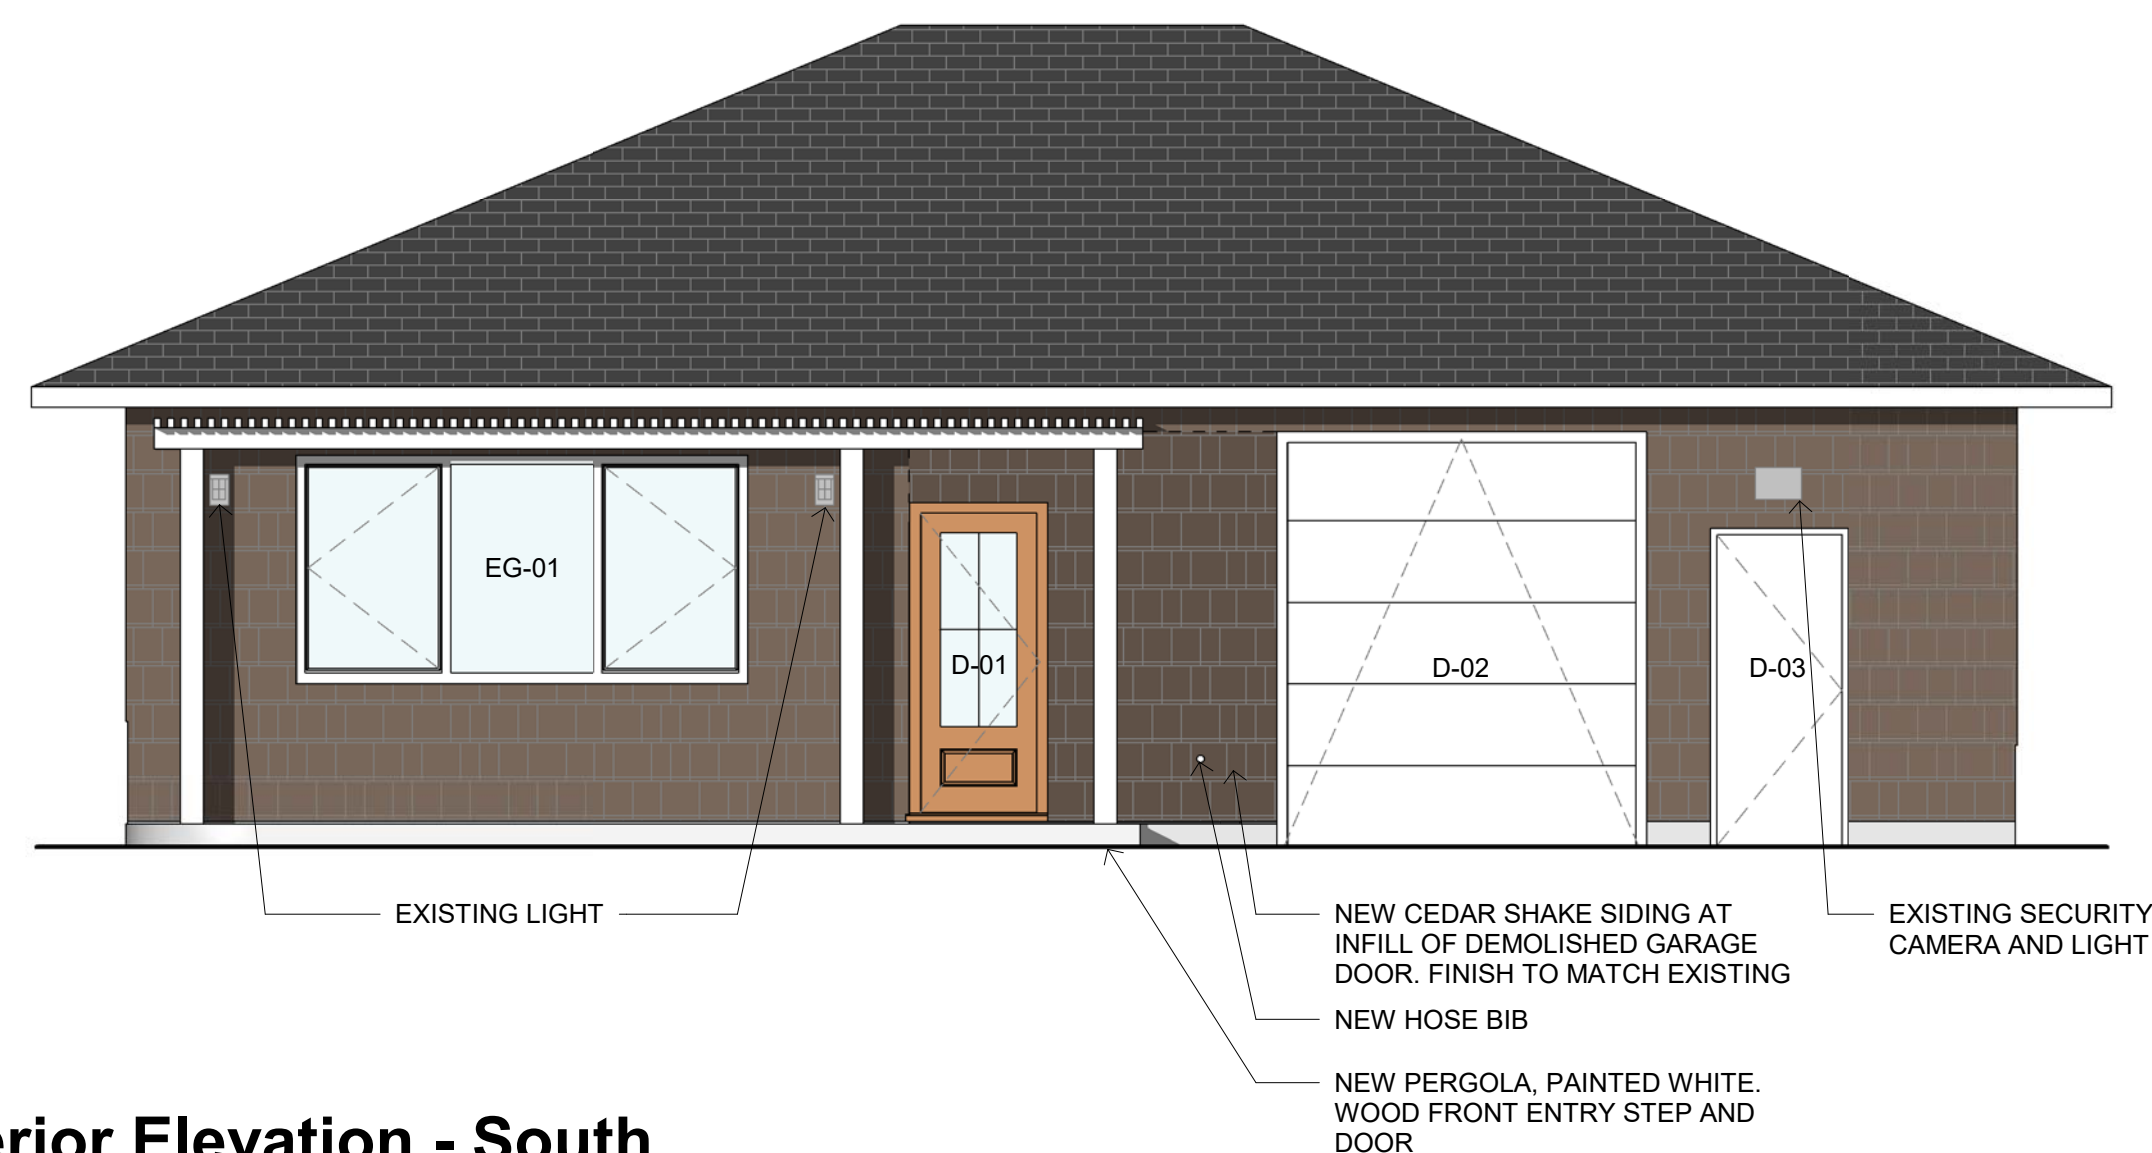 EG-01
D-01
D-02
D-03
EXISTING LIGHT
NEW CEDAR SHAKE SIDING AT
INFILL OF DEMOLISHED GARAGE
DOOR. FINISH TO MATCH EXISTING
EXISTING SECURITY
CAMERA AND LIGHT
NEW HOSE BIB
NEW PERGOLA, PAINTED WHITE.
WOOD FRONT ENTRY STEP AND
DOOR
erior Elevation - South